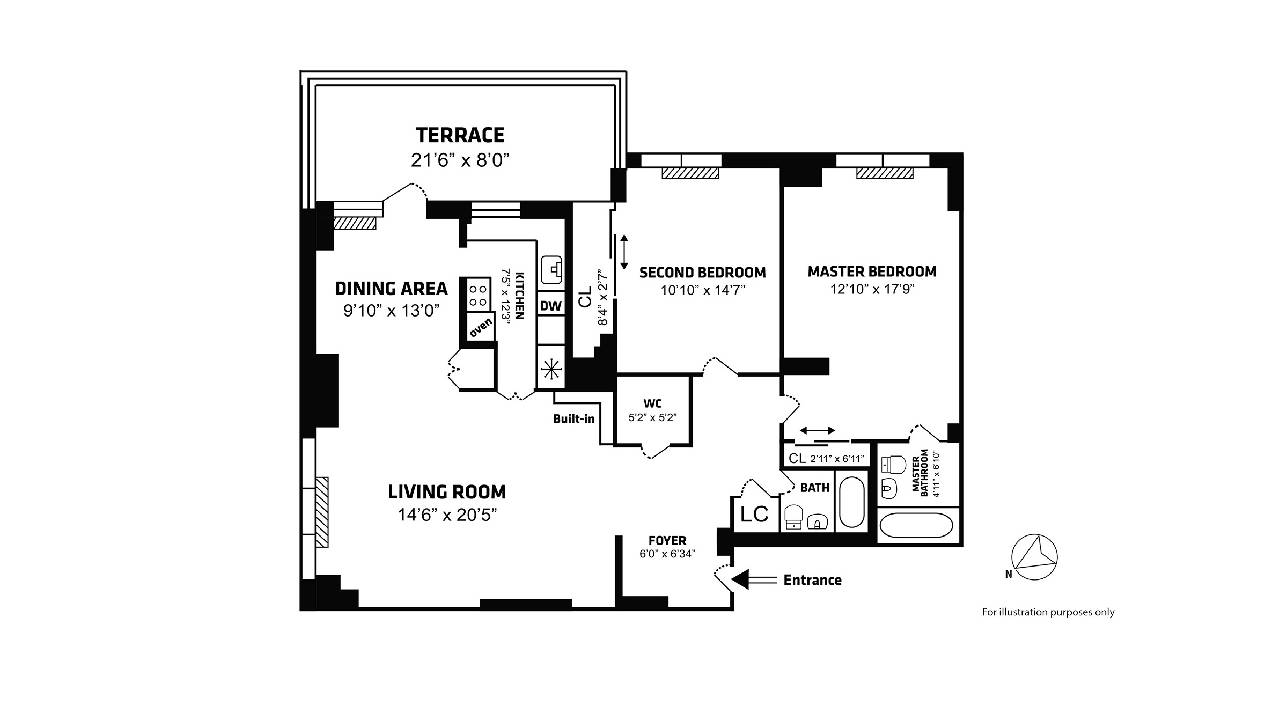 TERRACE
21'6" x 8'0"
DINING AREA
9'10" x 13'0"
KITCHEN
7'5" x 12'3"
oven
DW
CL
8'4" x 2'7"
SECOND BEDROOM
10'10" x 14'7"
MASTER BEDROOM
12'10" x 17'9"
Built-in
WC
5'2" x 5'2"
CL 2'11" x 6'11"
MASTER
BATHROOM
4'11" x 6'10"
BATH
LC
LIVING ROOM
14'6" x 20'5"
FOYER
6'0" x 6'34"
Entrance
N
For illustration purposes only